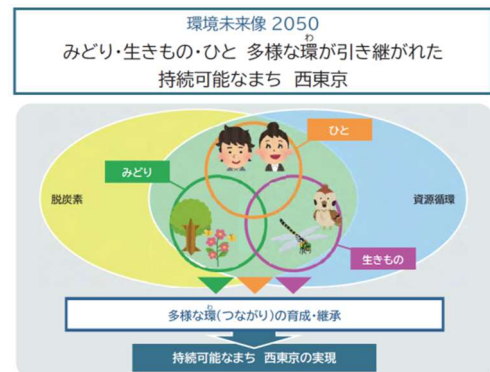 環境未来像 2050
みどり・生きもの・ひと 多様な環が引き継がれた
わ
持続可能なまち 西東京
ひと
みどり
脱炭素
資源循環
生きもの
多様な環(つながり)の育成・継承
わ
持続可能なまち 西東京の実現